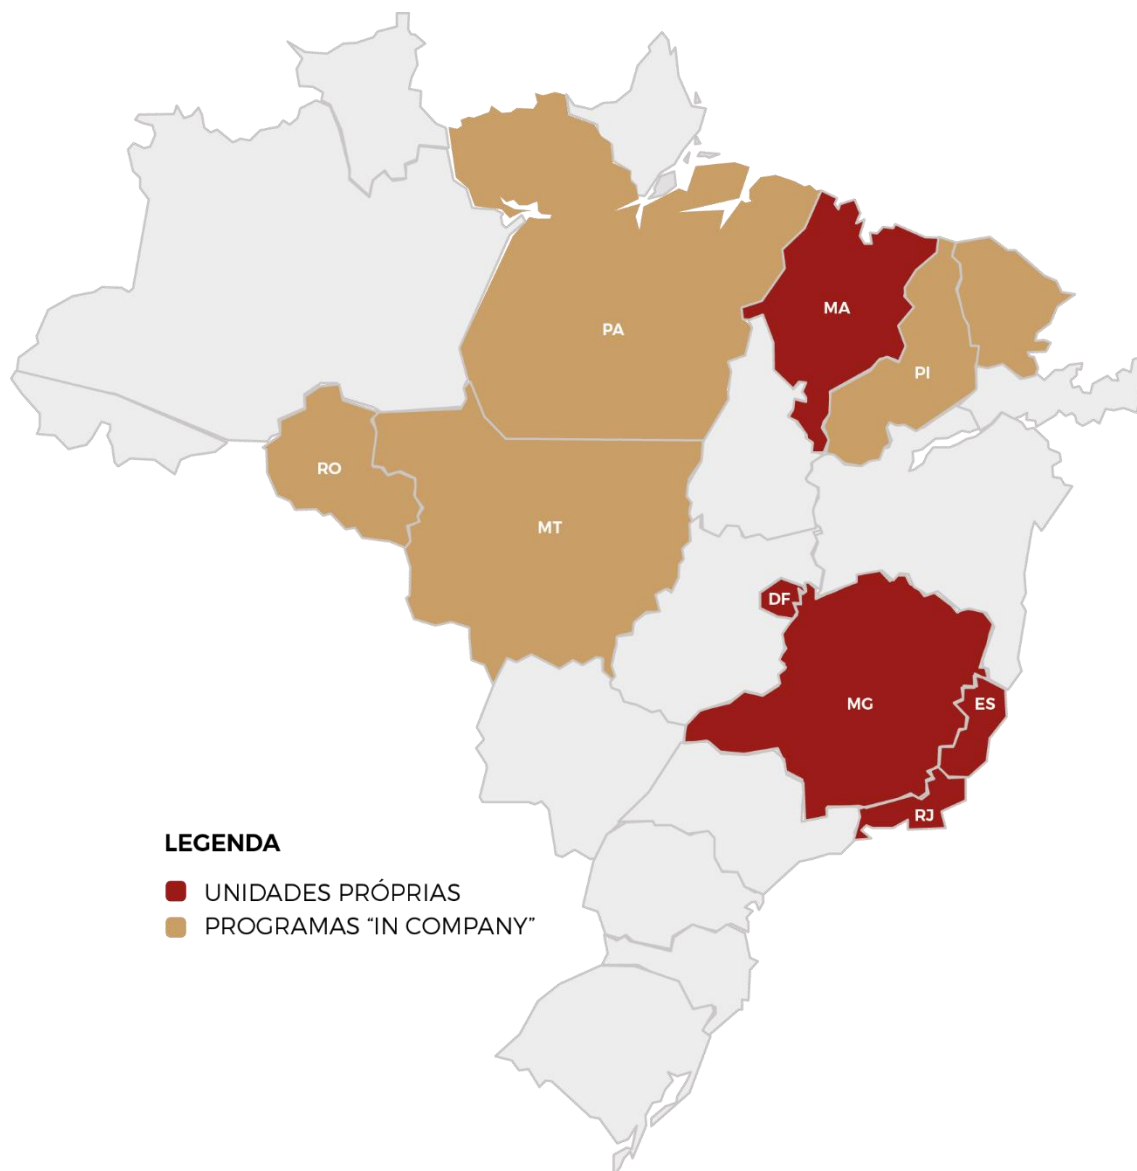 MA
PA
PI
RO
MT
DF
MG
ES
RJ
LEGENDA
UNIDADES PRÓPRIAS
PROGRAMAS “IN COMPANY”